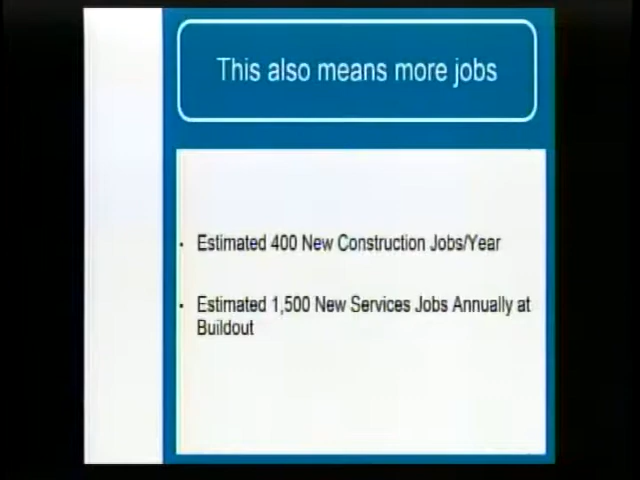 This also means more jobs
· Estimated 400 New Construction Jobs/Year
· Estimated 1,500 New Services Jobs Annually at
Buildout